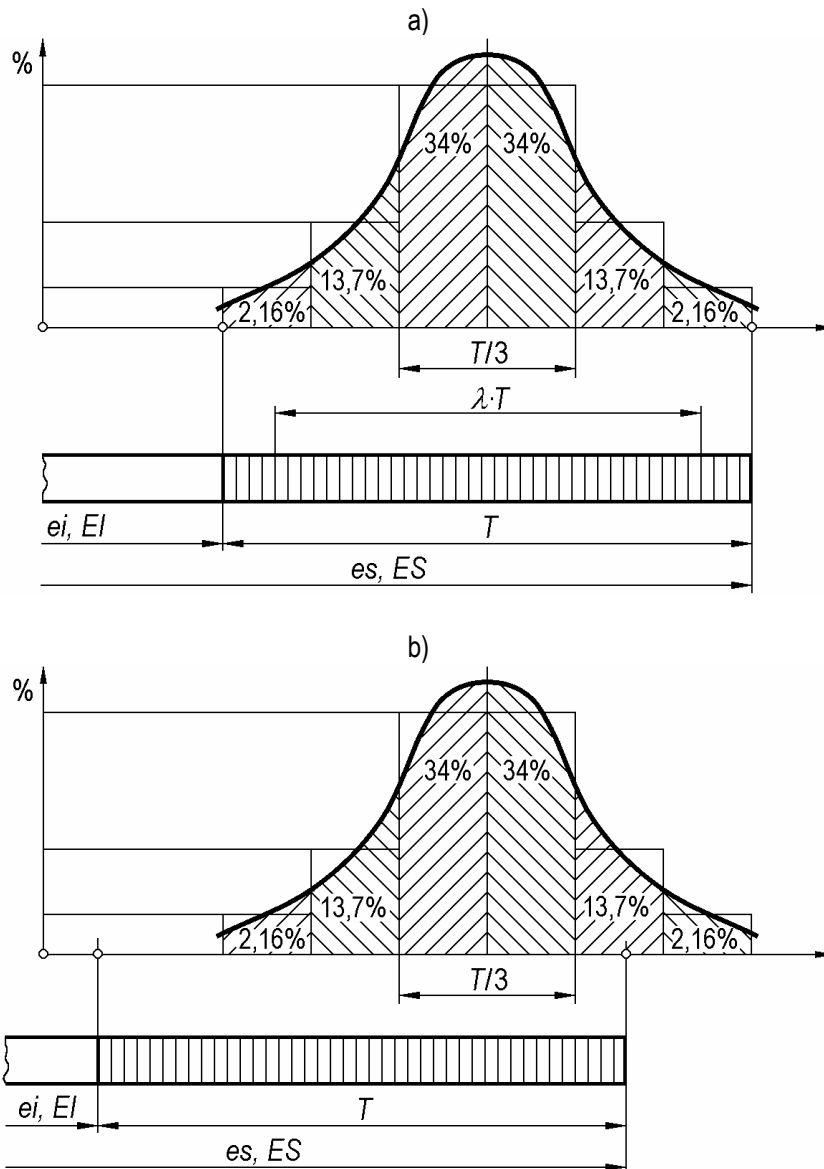 a)
%
34% 34%
13,7% 13,7%
2,16% 2,16%
T/3
λ·T
ei, EI T
es, ES
b)
%
34% 34%
13,7% 13,7%
2,16% 2,16%
T/3
ei, EI T
es, ES